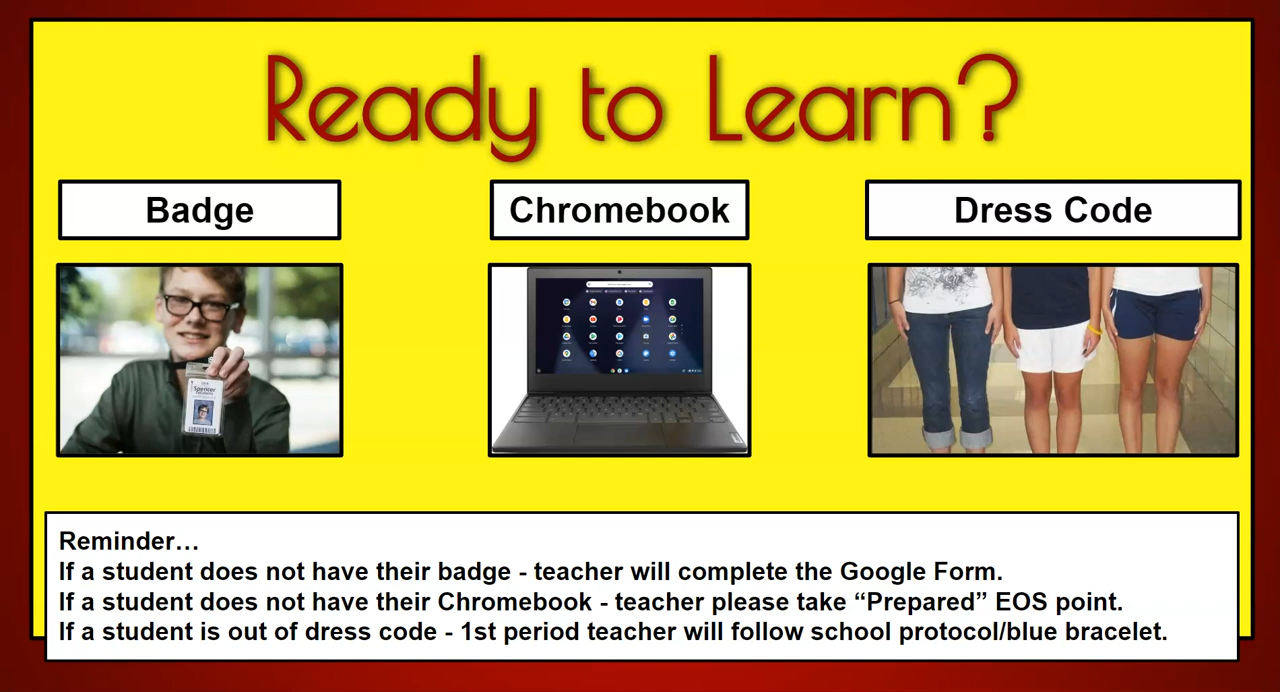 Ready to Learn?
Badge
Chromebook
Dress Code
Spencer
Reminder…
If a student does not have their badge - teacher will complete the Google Form.
If a student does not have their Chromebook - teacher please take “Prepared” EOS point.
If a student is out of dress code - 1st period teacher will follow school protocol/blue bracelet.